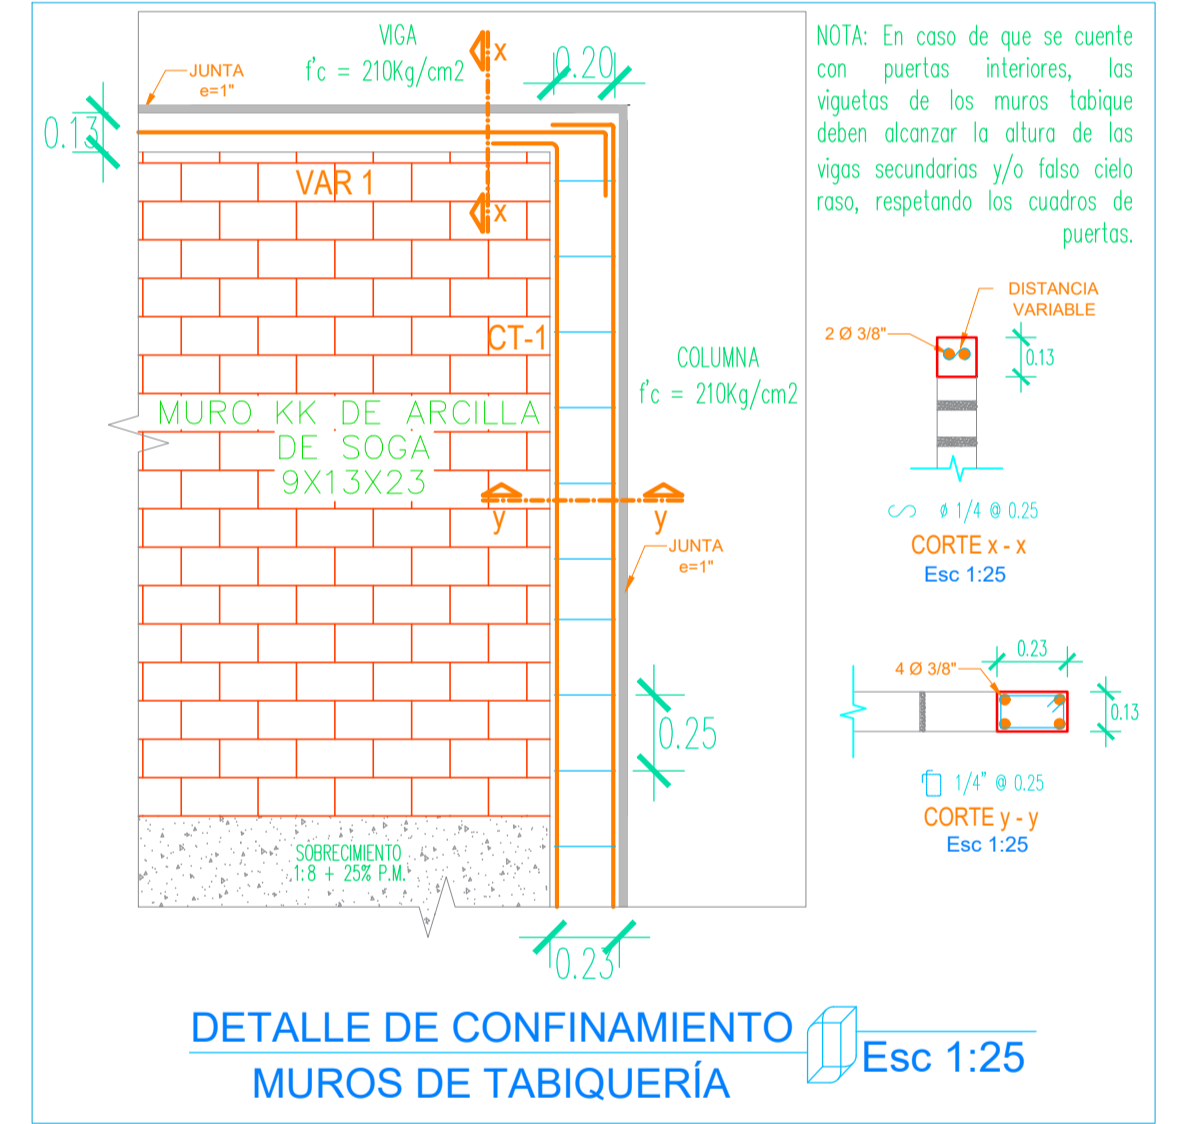 VIGA
f'c = 210Kg/cm2
x
0.20
JUNTA
e=1"
0.13
VAR 1
x
CT-1
COLUMNA
f'c = 210Kg/cm2
MURO KK DE ARCILLA
DE SOGA
9X13X23
y
y
JUNTA
e=1"
0.25
SOBRECIMIENTO
1:8 + 25% P.M.
0.23
NOTA: En caso de que se cuente
con puertas interiores, las
viguetas de los muros tabique
deben alcanzar la altura de las
vigas secundarias y/o falso cielo
raso, respetando los cuadros de
puertas.
DISTANCIA
VARIABLE
2 Ø 3/8"
0.13
ø 1/4 @ 0.25
CORTE x - x
Esc 1:25
0.23
4 Ø 3/8"
0.13
1/4" @ 0.25
CORTE y - y
Esc 1:25
DETALLE DE CONFINAMIENTO
MUROS DE TABIQUERÍA
Esc 1:25